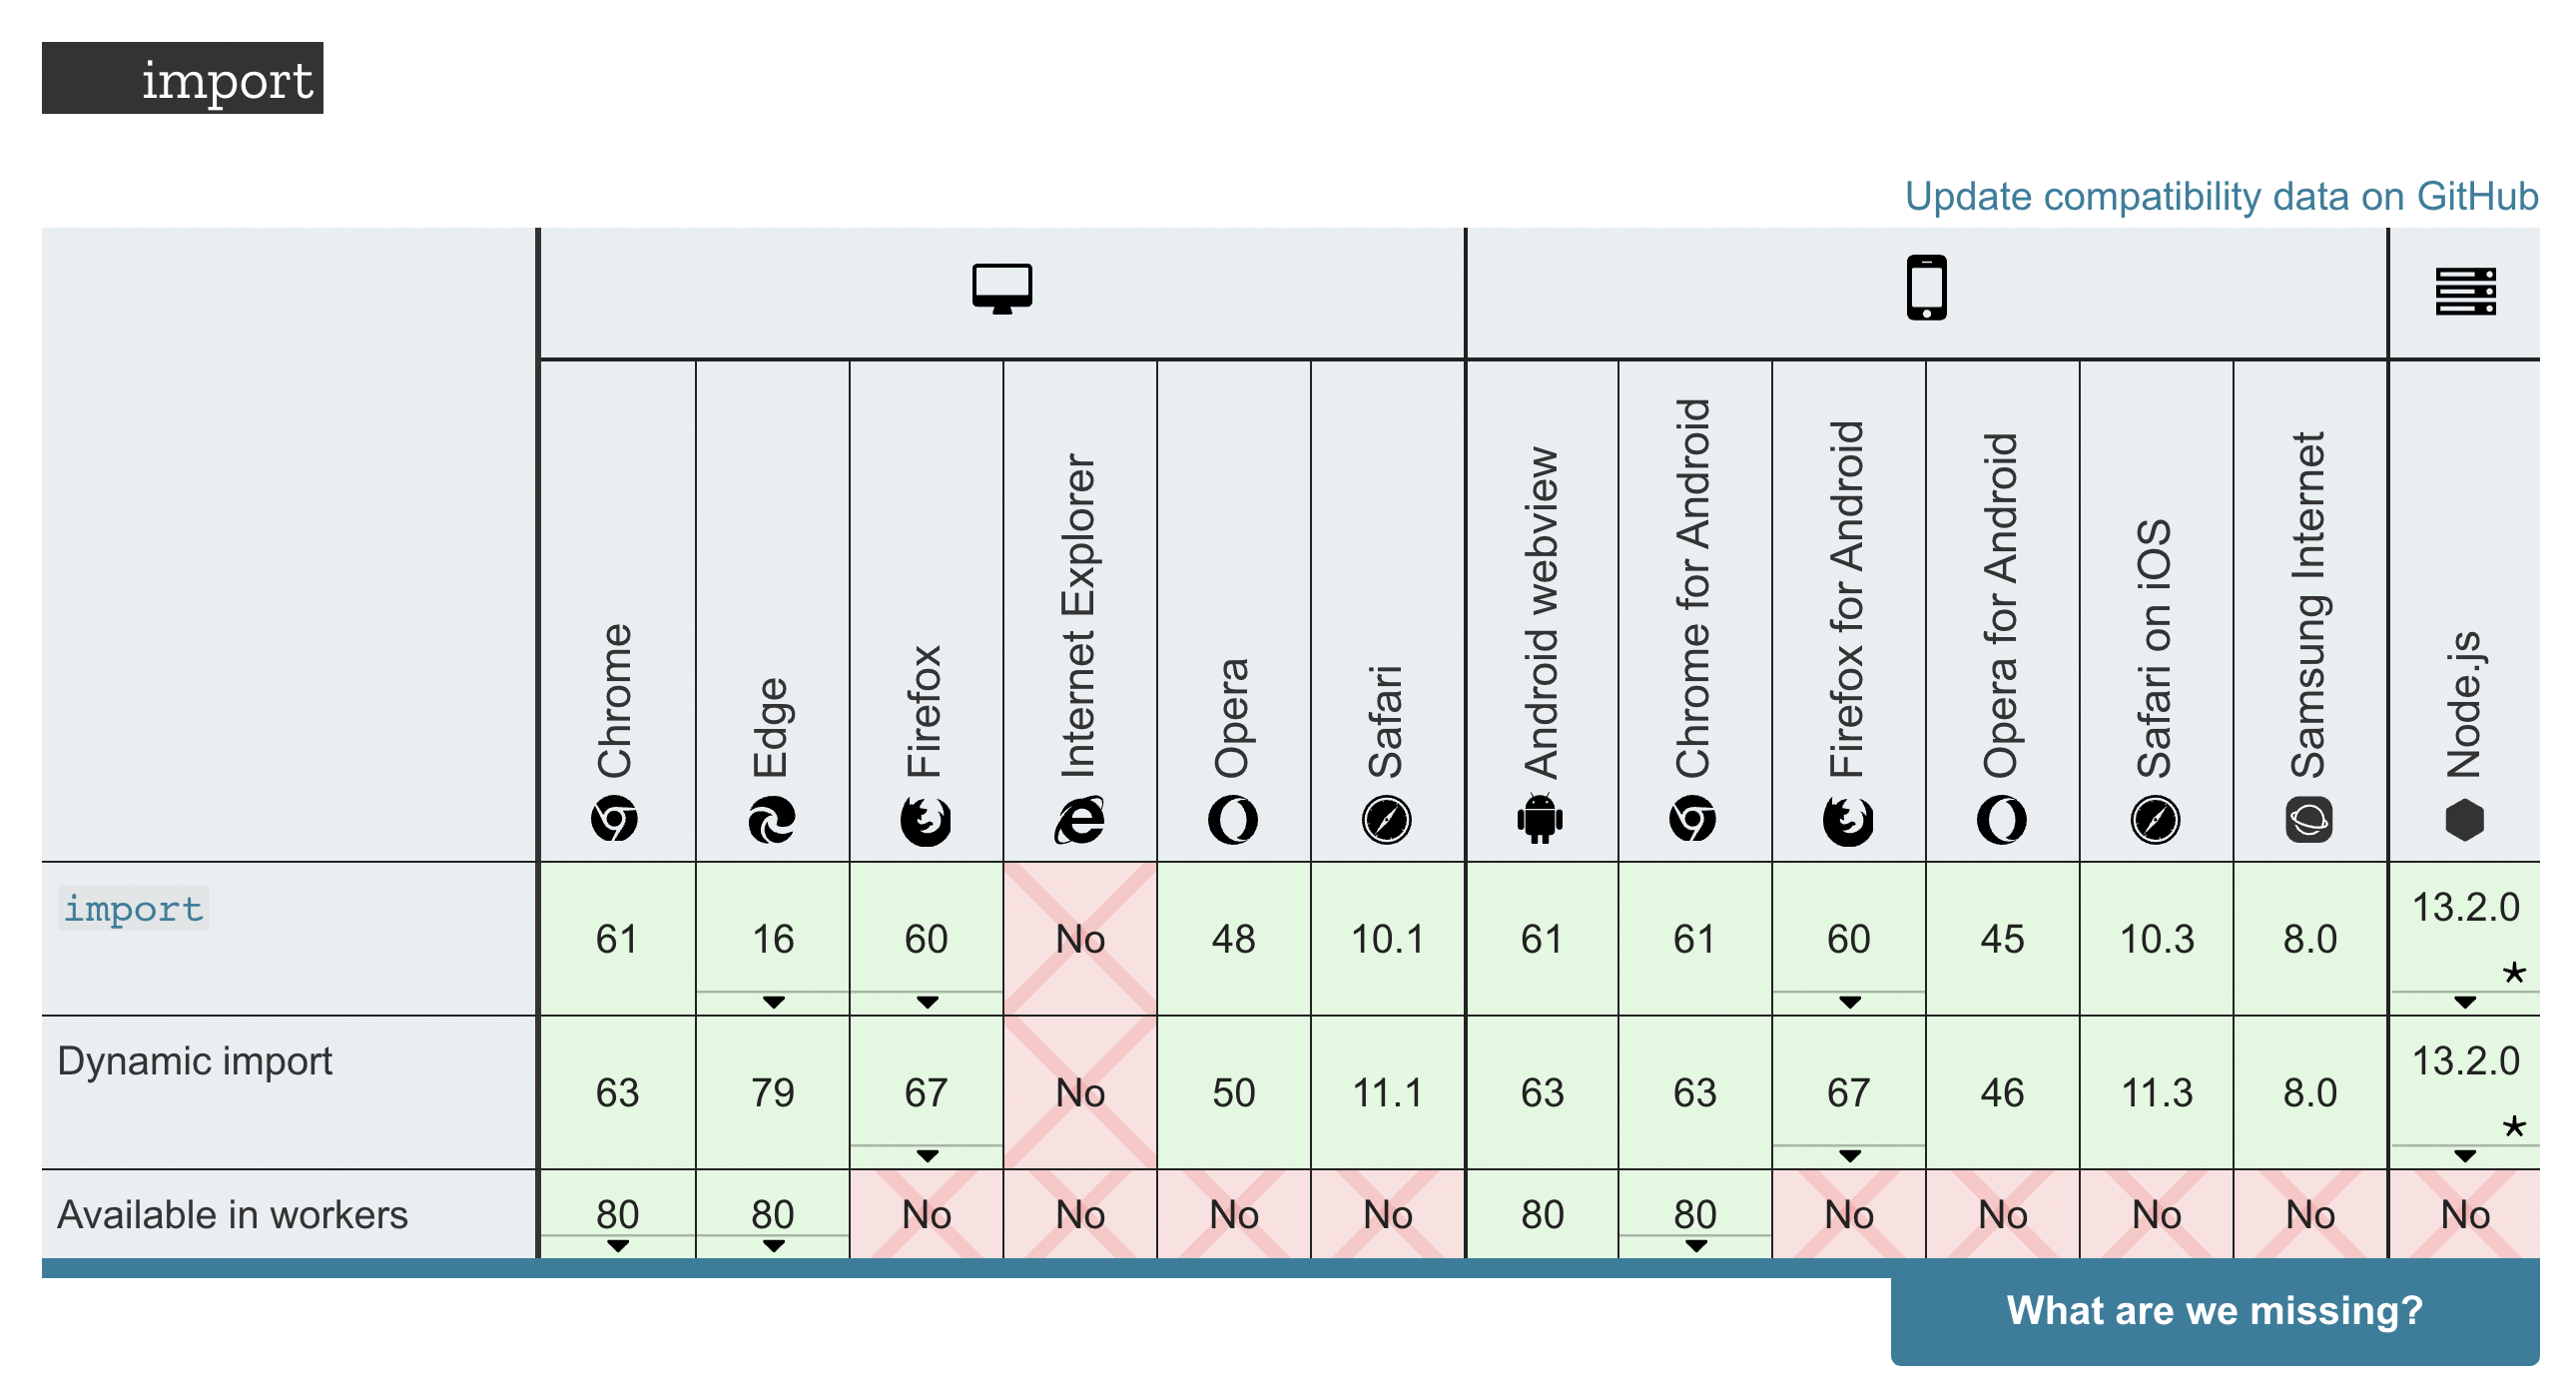 import
Update compatibility data on GitHub
Chrome
Edge
Firefox
Internet Explorer
Opera
Safari
Android webview
Chrome for Android
Firefox for Android
Opera for Android
Safari on iOS
Samsung Internet
Node.js
import 61 16 60 No 48 10.1 61 61 60 45 10.3 8.0 13.2.0 *
Dynamic import 63 79 67 No 50 11.1 63 63 67 46 11.3 8.0 13.2.0 *
Available in workers 80 80 No No No No 80 80 No No No No No
What are we missing?